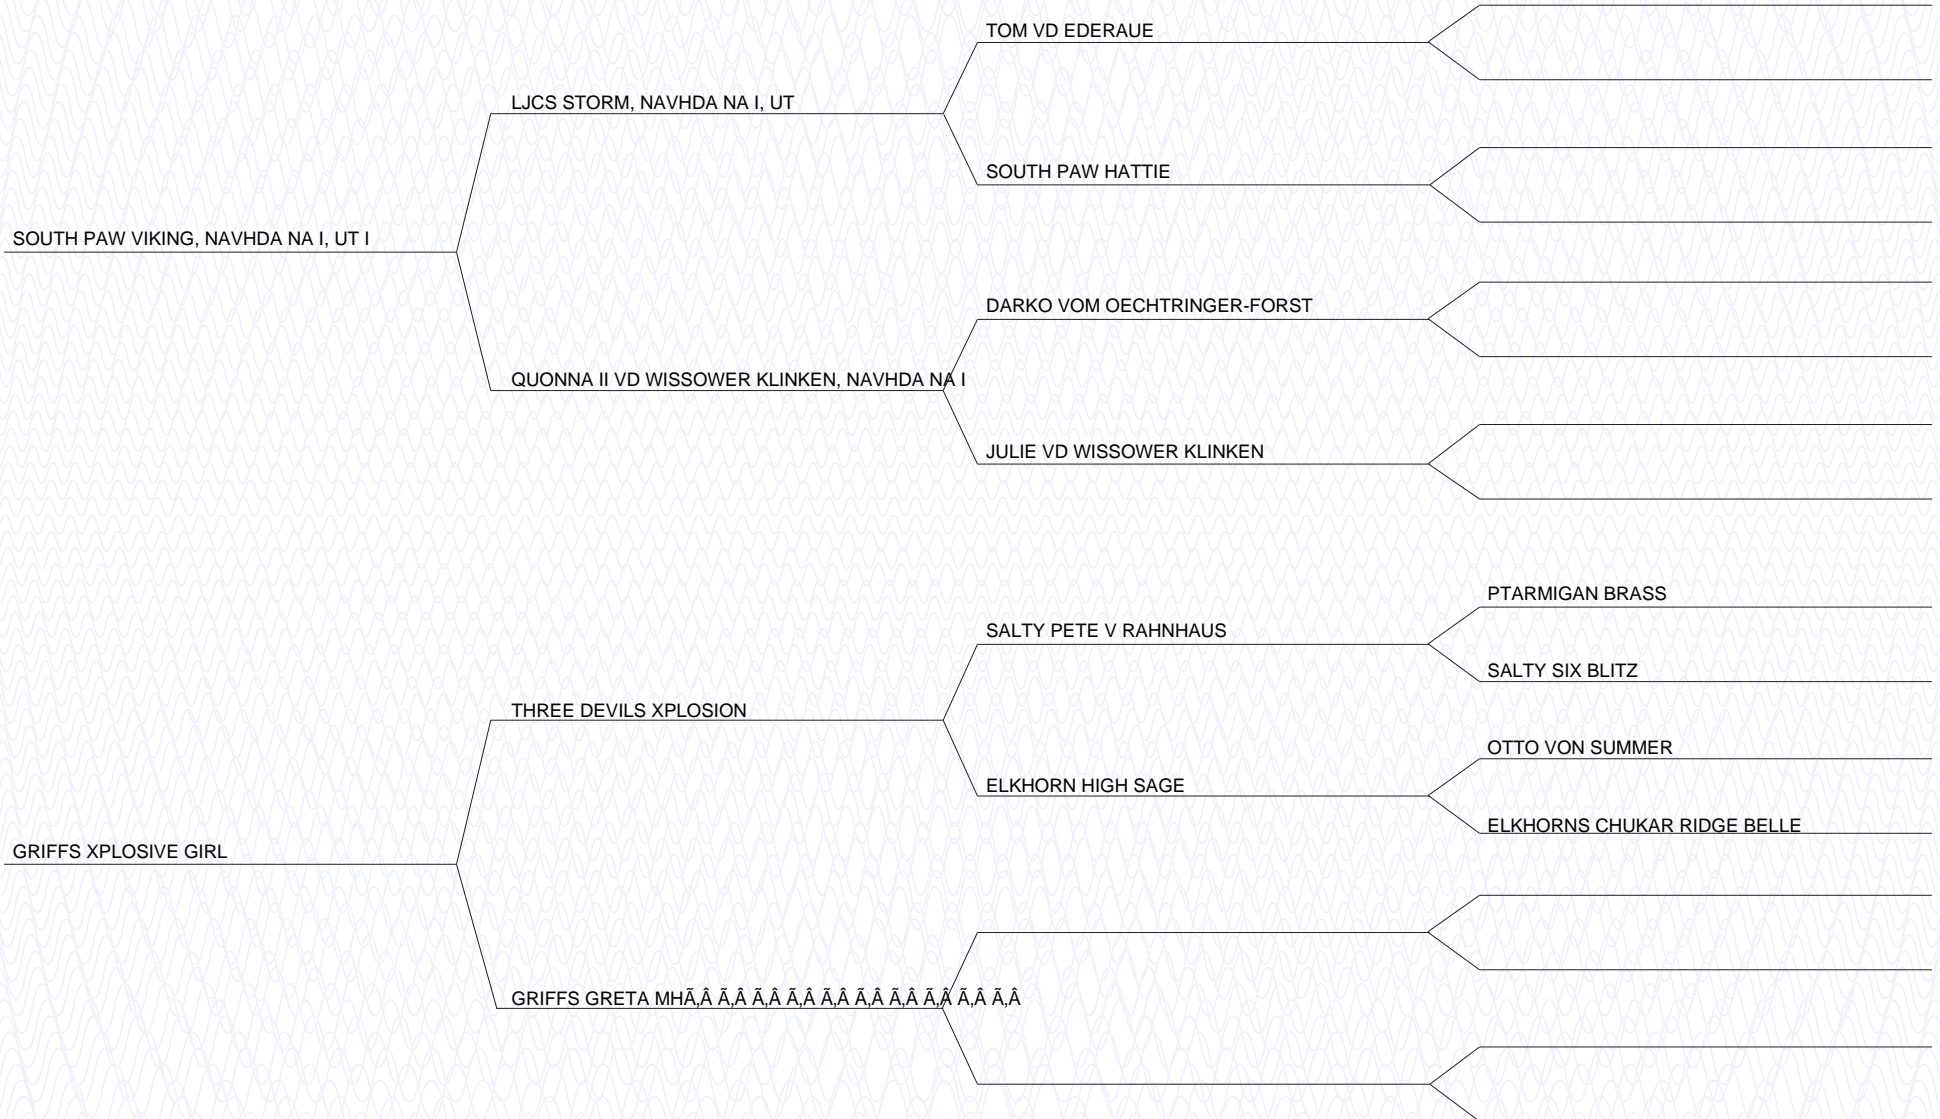 TOM VD EDERAUE
LJCS STORM, NAVHDA NA I, UT
SOUTH PAW HATTIE
SOUTH PAW VIKING, NAVHDA NA I, UT I
DARKO VOM OECHTRINGER-FORST
QUONNA II VD WISSOWER KLINKEN, NAVHDA NA I
JULIE VD WISSOWER KLINKEN
PTARMIGAN BRASS
SALTY PETE V RAHNHAUS
SALTY SIX BLITZ
THREE DEVILS XPLOSION
OTTO VON SUMMER
ELKHORN HIGH SAGE
ELKHORNS CHUKAR RIDGE BELLE
GRIFFS XPLOSIVE GIRL
GRIFFS GRETA MHÃ‚Â Ã‚Â Ã‚Â Ã‚Â Ã‚Â Ã‚Â Ã‚Â Ã‚Â Ã‚Â Ã‚Â